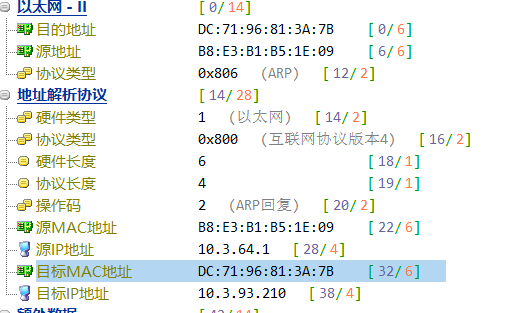 以太网 - II [0/14]
目的地址 DC:71:96:81:3A:7B [0/6]
源地址 B8:E3:B1:B5:1E:09 [6/6]
协议类型 0x806 (ARP) [12/2]
地址解析协议 [14/28]
硬件类型 1 (以太网) [14/2]
协议类型 0x800 (互联网协议版本4) [16/2]
硬件长度 6 [18/1]
协议长度 4 [19/1]
操作码 2 (ARP回复) [20/2]
源MAC地址 B8:E3:B1:B5:1E:09 [22/6]
源IP地址 10.3.64.1 [28/4]
目标MAC地址 DC:71:96:81:3A:7B [32/6]
目标IP地址 10.3.93.210 [38/4]
额外数据 [42/14]